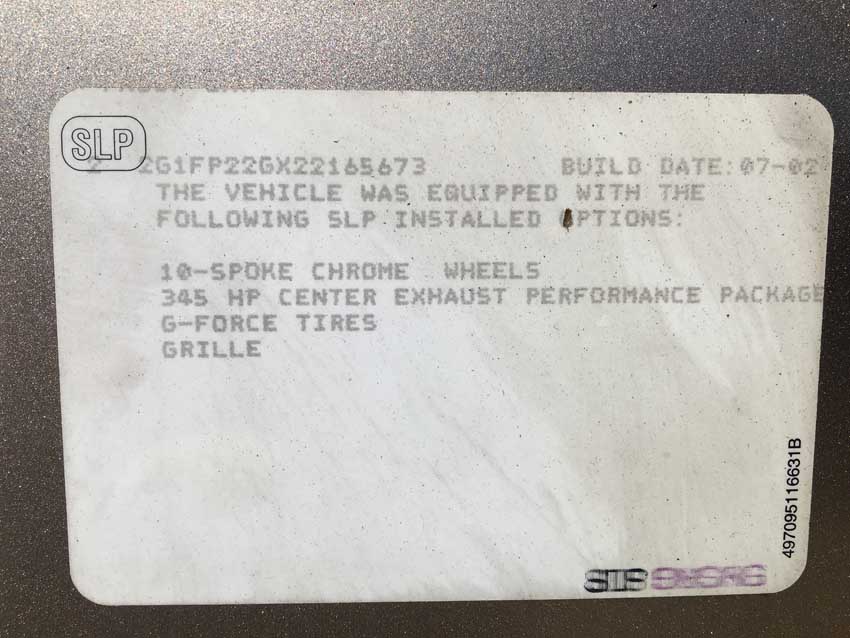 SLP
2 2G1FP22GX22165673 BUILD DATE: 07-02
THE VEHICLE WAS EQUIPPED WITH THE
FOLLOWING SLP INSTALLED OPTIONS:
10-SPOKE CHROME WHEELS
345 HP CENTER EXHAUST PERFORMANCE PACKAGE
G-FORCE TIRES
GRILLE
497095116631B